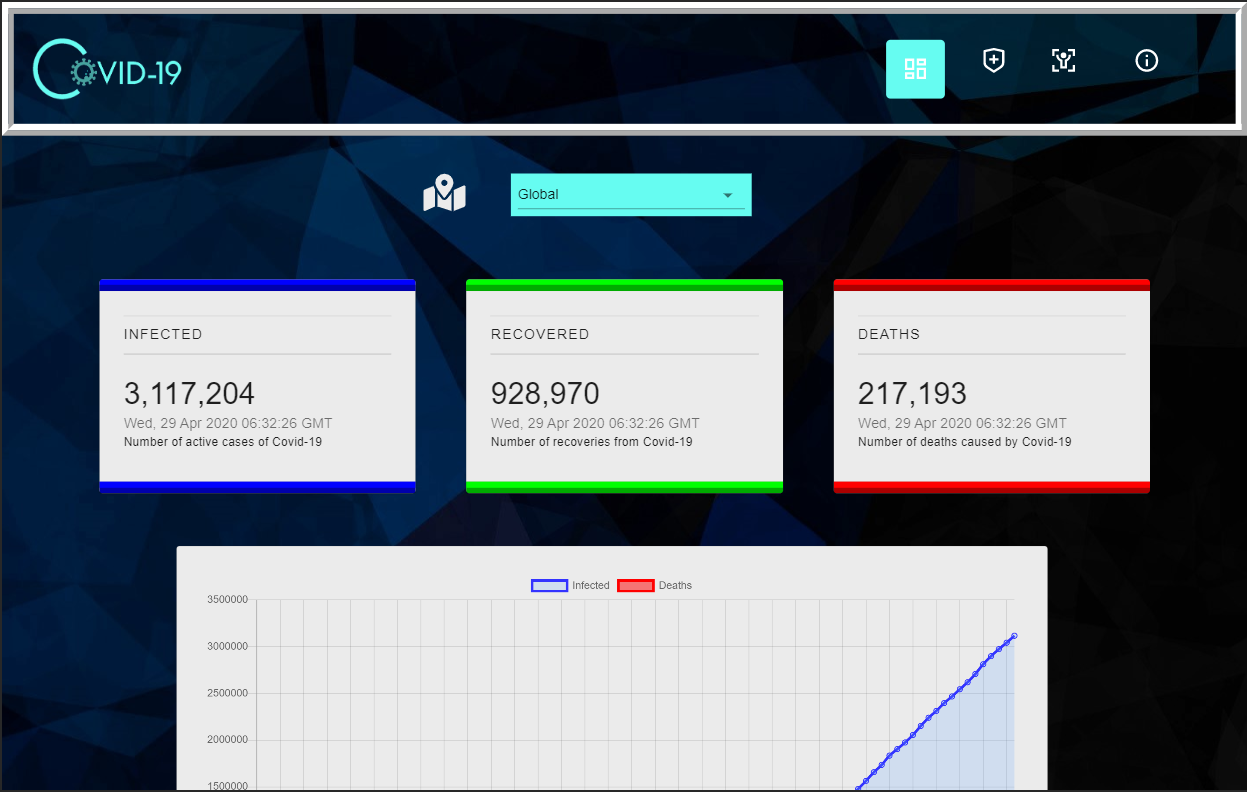 COVID-19
Global
INFECTED
3,117,204
Wed, 29 Apr 2020 06:32:26 GMT
Number of active cases of Covid-19
RECOVERED
928,970
Wed, 29 Apr 2020 06:32:26 GMT
Number of recoveries from Covid-19
DEATHS
217,193
Wed, 29 Apr 2020 06:32:26 GMT
Number of deaths caused by Covid-19
Infected Deaths
3500000
3000000
2500000
2000000
1500000